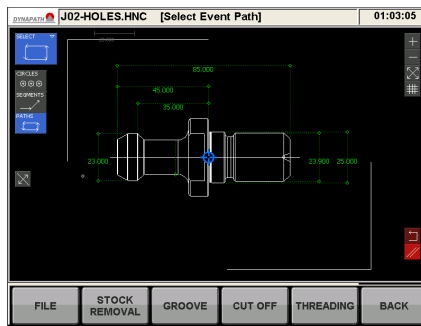 DYNAPATH J02-HOLES.HNC [Select Event Path] 01:03:05
SELECT
CIRCLES
SEGMENTS
PATHS
85.000
45.000
35.000
23.000
23.900 25.000
FILE
STOCK REMOVAL
GROOVE
CUT OFF
THREADING
BACK